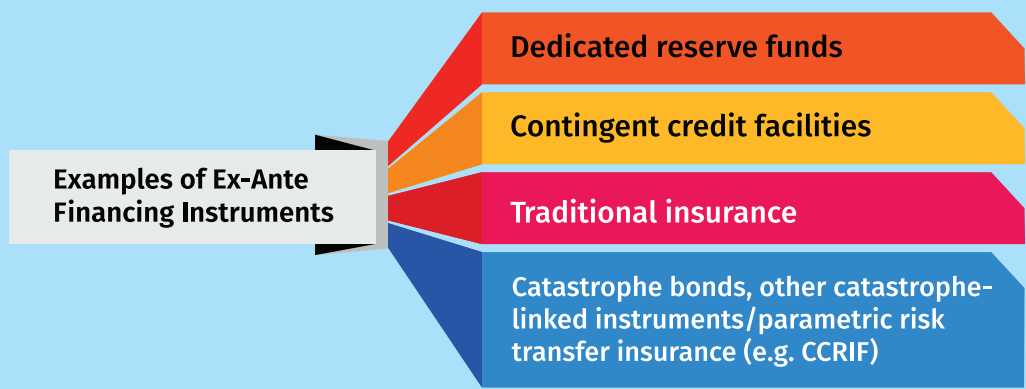 Examples of Ex-Ante
Financing Instruments
Dedicated reserve funds
Contingent credit facilities
Traditional insurance
Catastrophe bonds, other catastrophe-
linked instruments/parametric risk
transfer insurance (e.g. CCRIF)